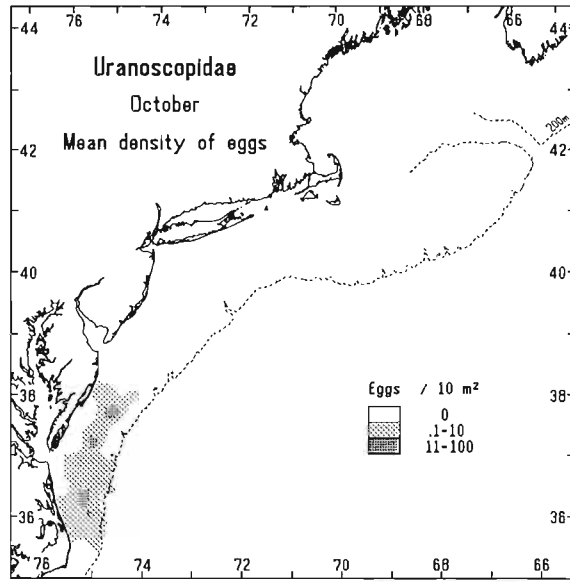 76 74 72 70 68 66
44 44
Uranoscopidae
October
Mean density of eggs
200m
42 42
40 40
38 38
Eggs / 10 m²
0
.1-10
11-100
36 36
76 74 72 70 68 66